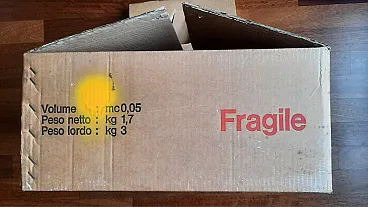 Volume : mc 0,05
Peso netto : kg 1,7
Peso lordo : kg 3
Fragile